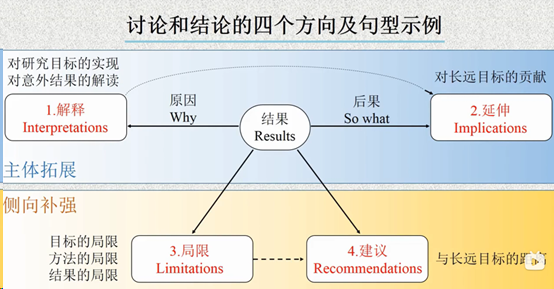 讨论和结论的四个方向及句型示例
对研究目标的实现
对意外结果的解读
对长远目标的贡献
1.解释
Interpretations
原因
Why
结果
Results
后果
So what
2.延伸
Implications
主体拓展
侧向补强
目标的局限
方法的局限
结果的局限
3.局限
Limitations
4.建议
Recommendations
与长远目标的